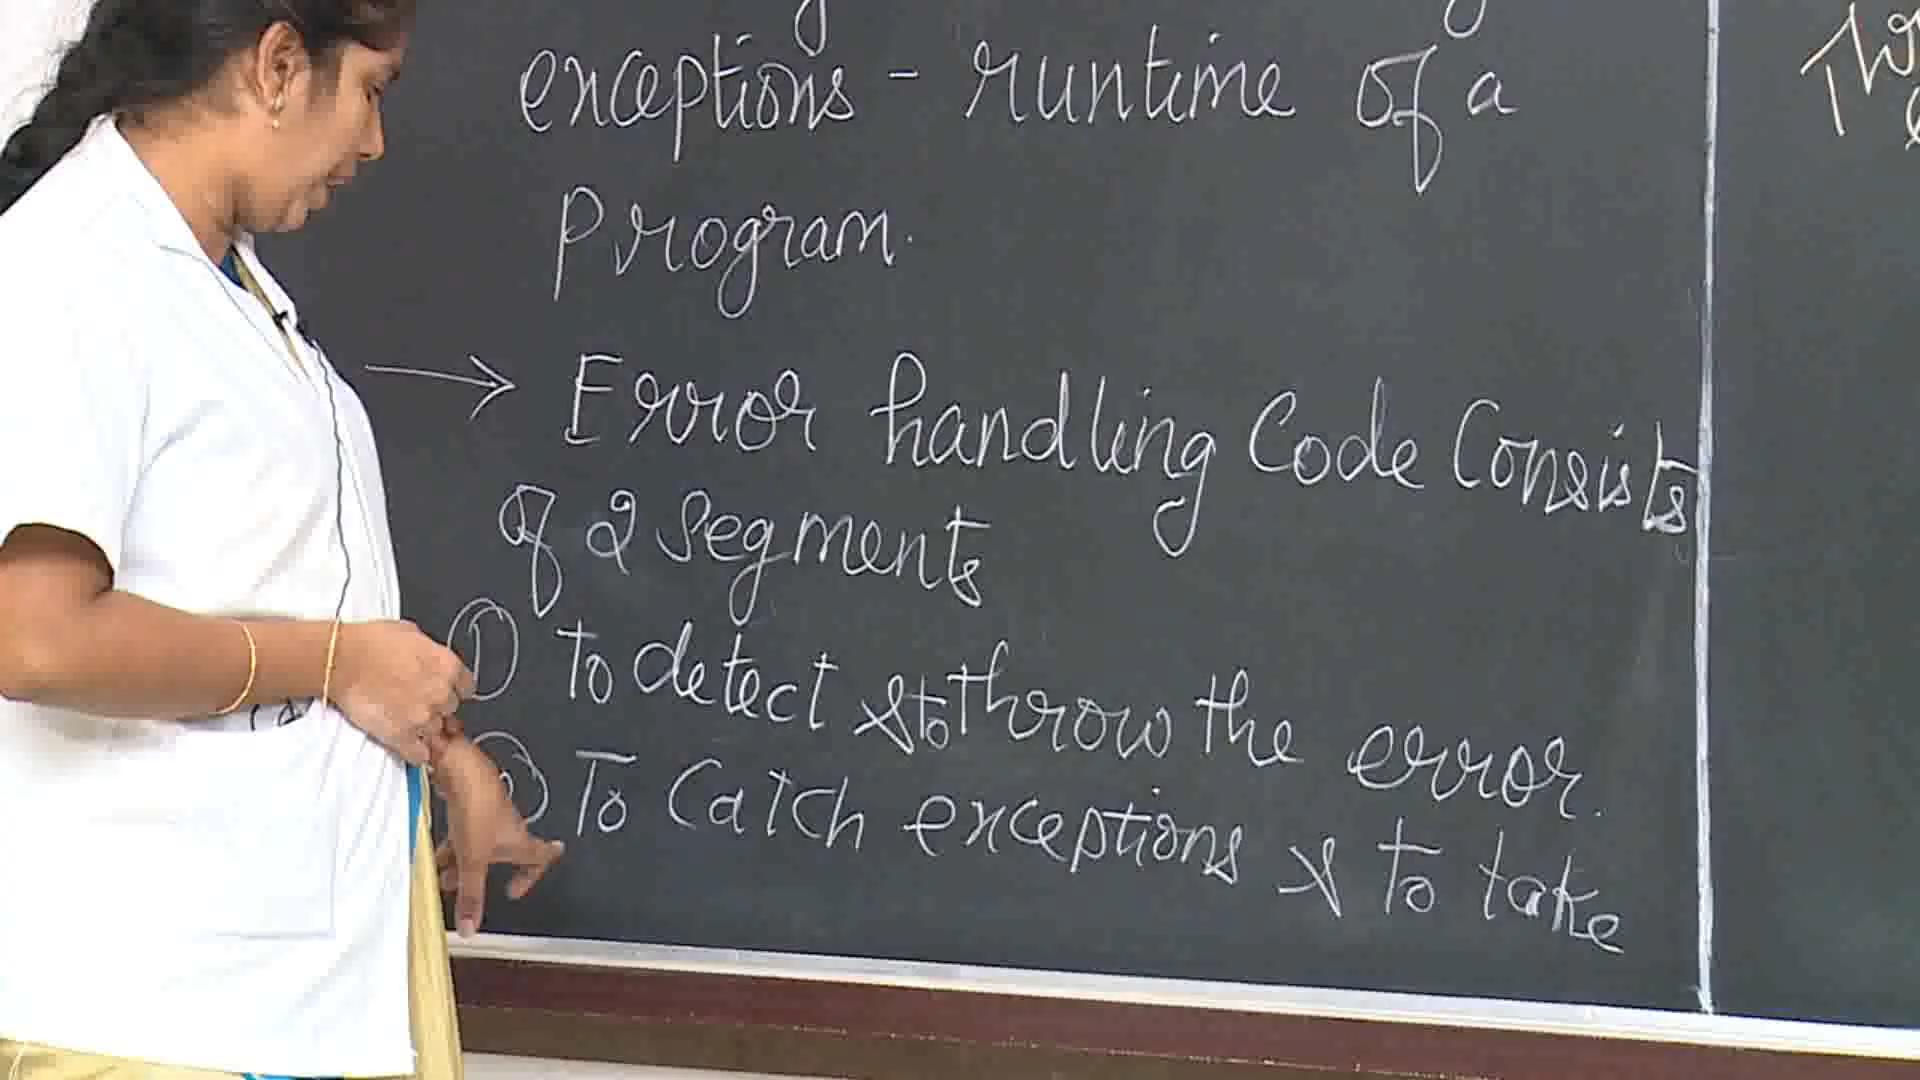 exceptions - runtime of a
Program.
→ Error handling Code Consists
of 2 Segments
① To detect & to throw the error.
② To Catch exceptions & to take